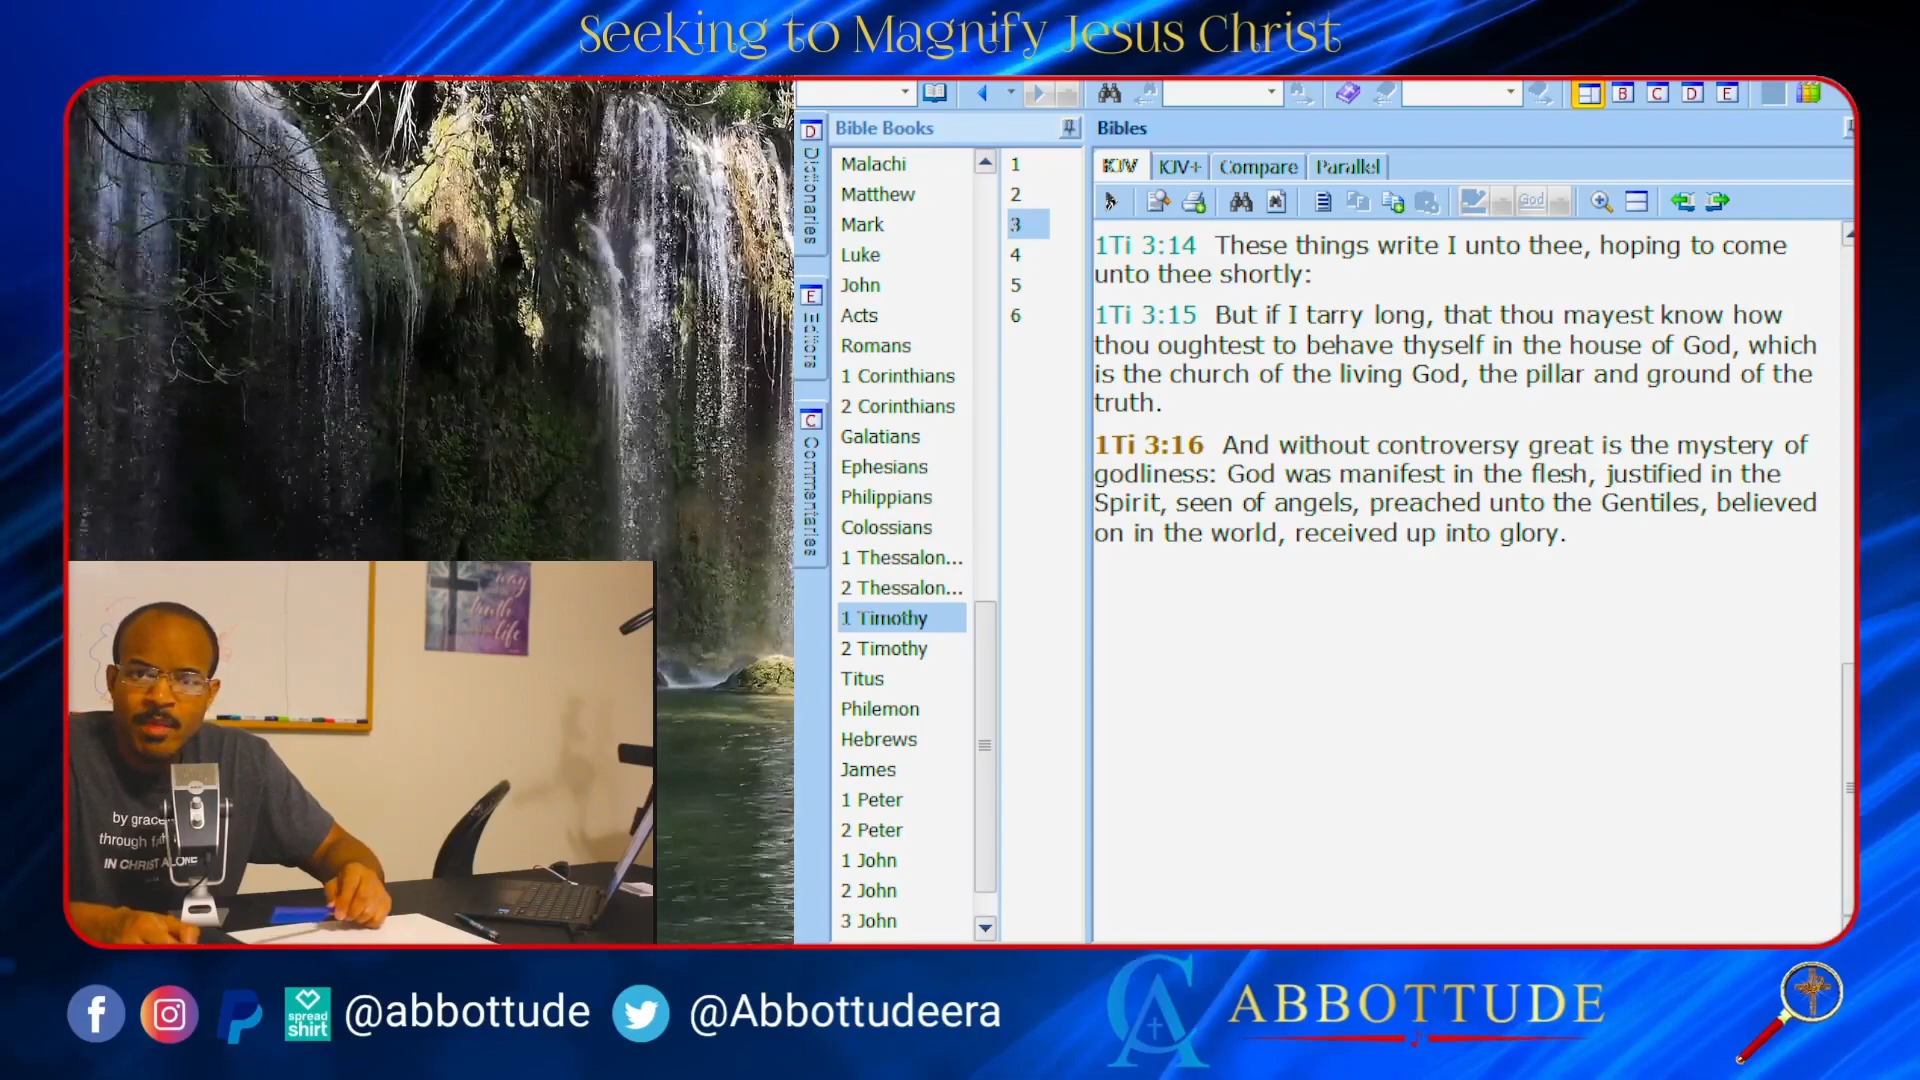 Seeking to Magnify Jesus Christ
Bible Books
Bibles
B
C
D
E
D
Dictionaries
E
Editors
C
Commentaries
Malachi
Matthew
Mark
Luke
John
Acts
Romans
1 Corinthians
2 Corinthians
Galatians
Ephesians
Philippians
Colossians
1 Thessalon...
2 Thessalon...
1 Timothy
2 Timothy
Titus
Philemon
Hebrews
James
1 Peter
2 Peter
1 John
2 John
3 John
1
2
3
4
5
6
KJV
KJV+
Compare
Parallel
God
1Ti 3:14 These things write I unto thee, hoping to come
unto thee shortly:
1Ti 3:15 But if I tarry long, that thou mayest know how
thou oughtest to behave thyself in the house of God, which
is the church of the living God, the pillar and ground of the
truth.
1Ti 3:16 And without controversy great is the mystery of
godliness: God was manifest in the flesh, justified in the
Spirit, seen of angels, preached unto the Gentiles, believed
on in the world, received up into glory.
way
truth
life
by grace
through
IN CHRIST ALONE
spread
shirt
@abbottude
@Abbottudeera
ABBOTTUDE